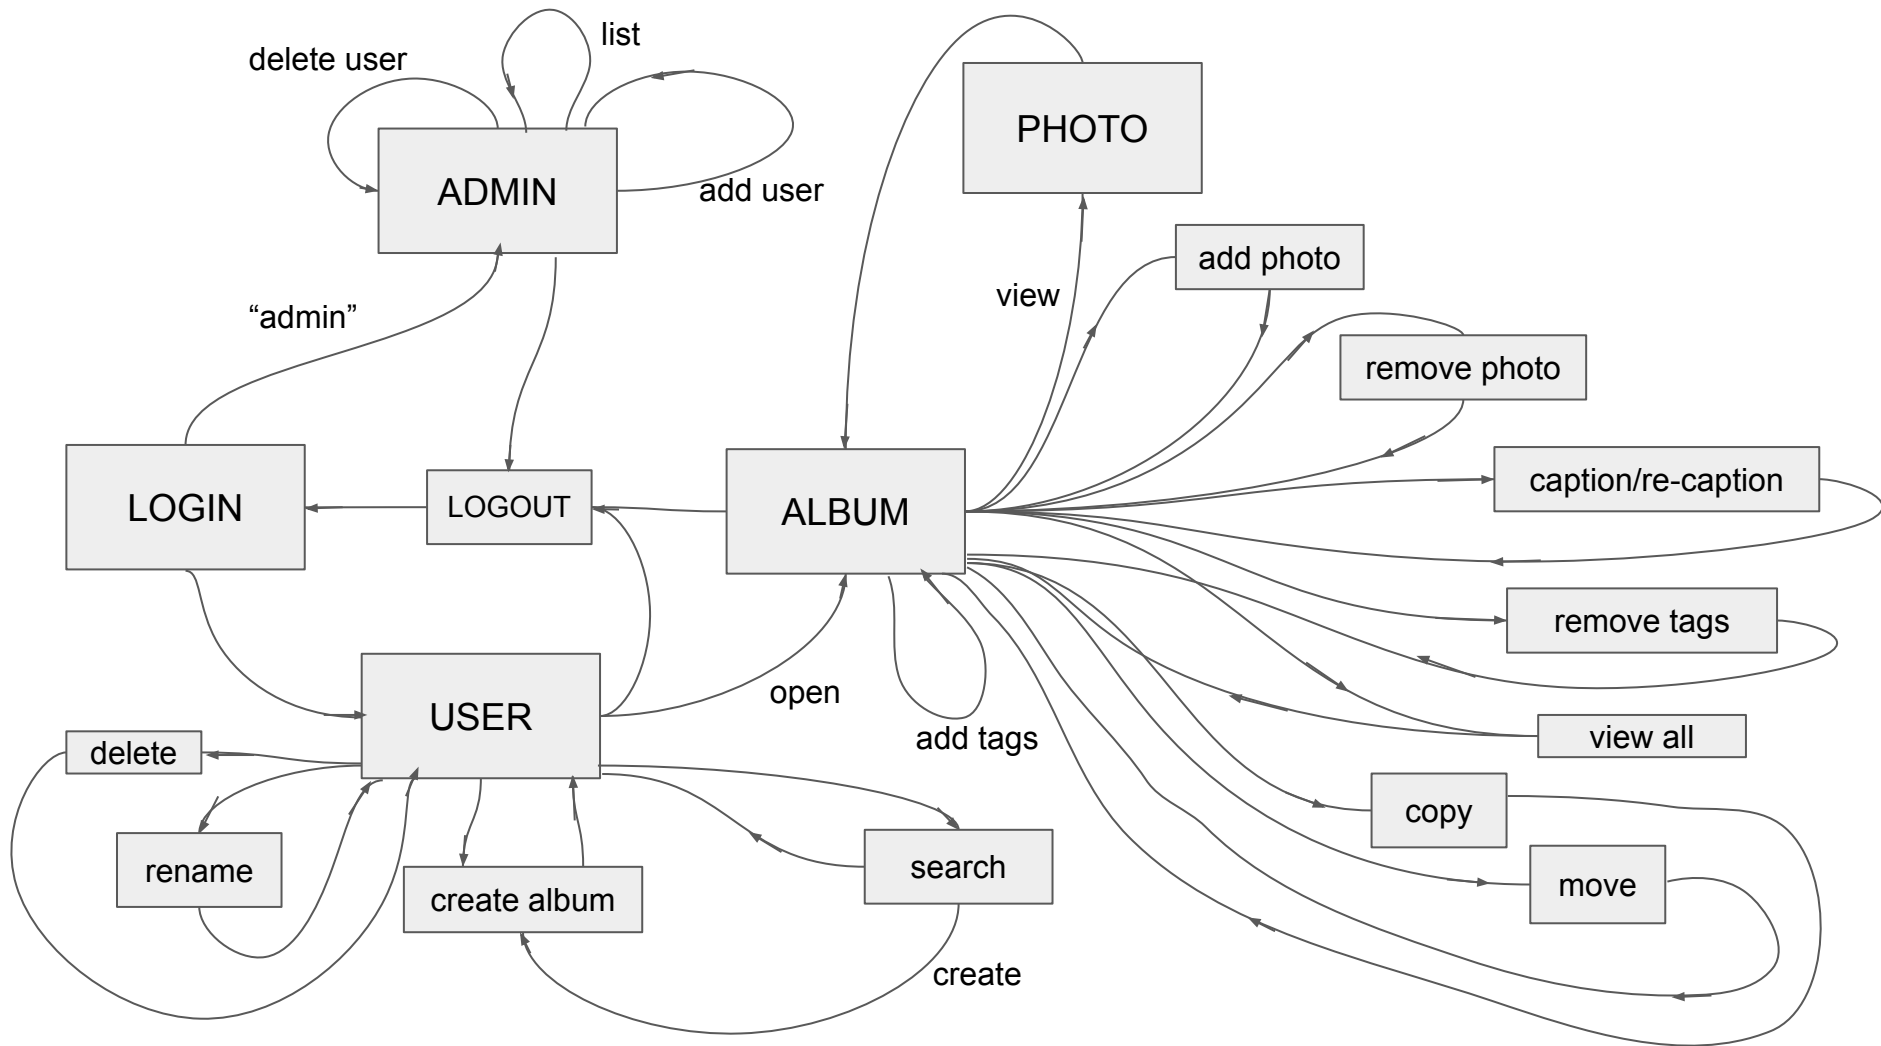 list
delete user
PHOTO
ADMIN
add user
add photo
view
“admin”
remove photo
caption/re-caption
LOGIN
LOGOUT
ALBUM
remove tags
open
USER
add tags
view all
delete
copy
rename
search
move
create album
create